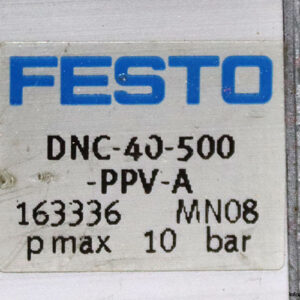 FESTO
DNC-40-500
-PPV-A
163336 MN08
p max 10 bar